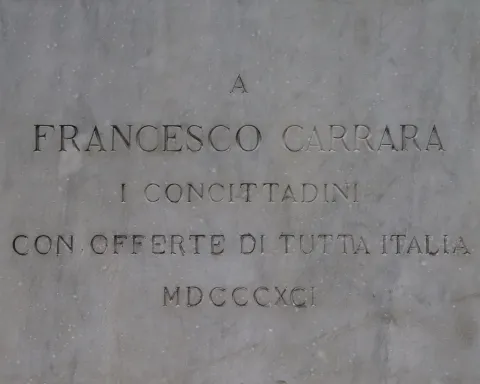 A
FRANCESCO CARRARA
I CONCITTADINI
CON OFFERTE DI TUTTA ITALIA
MDCCCXCI